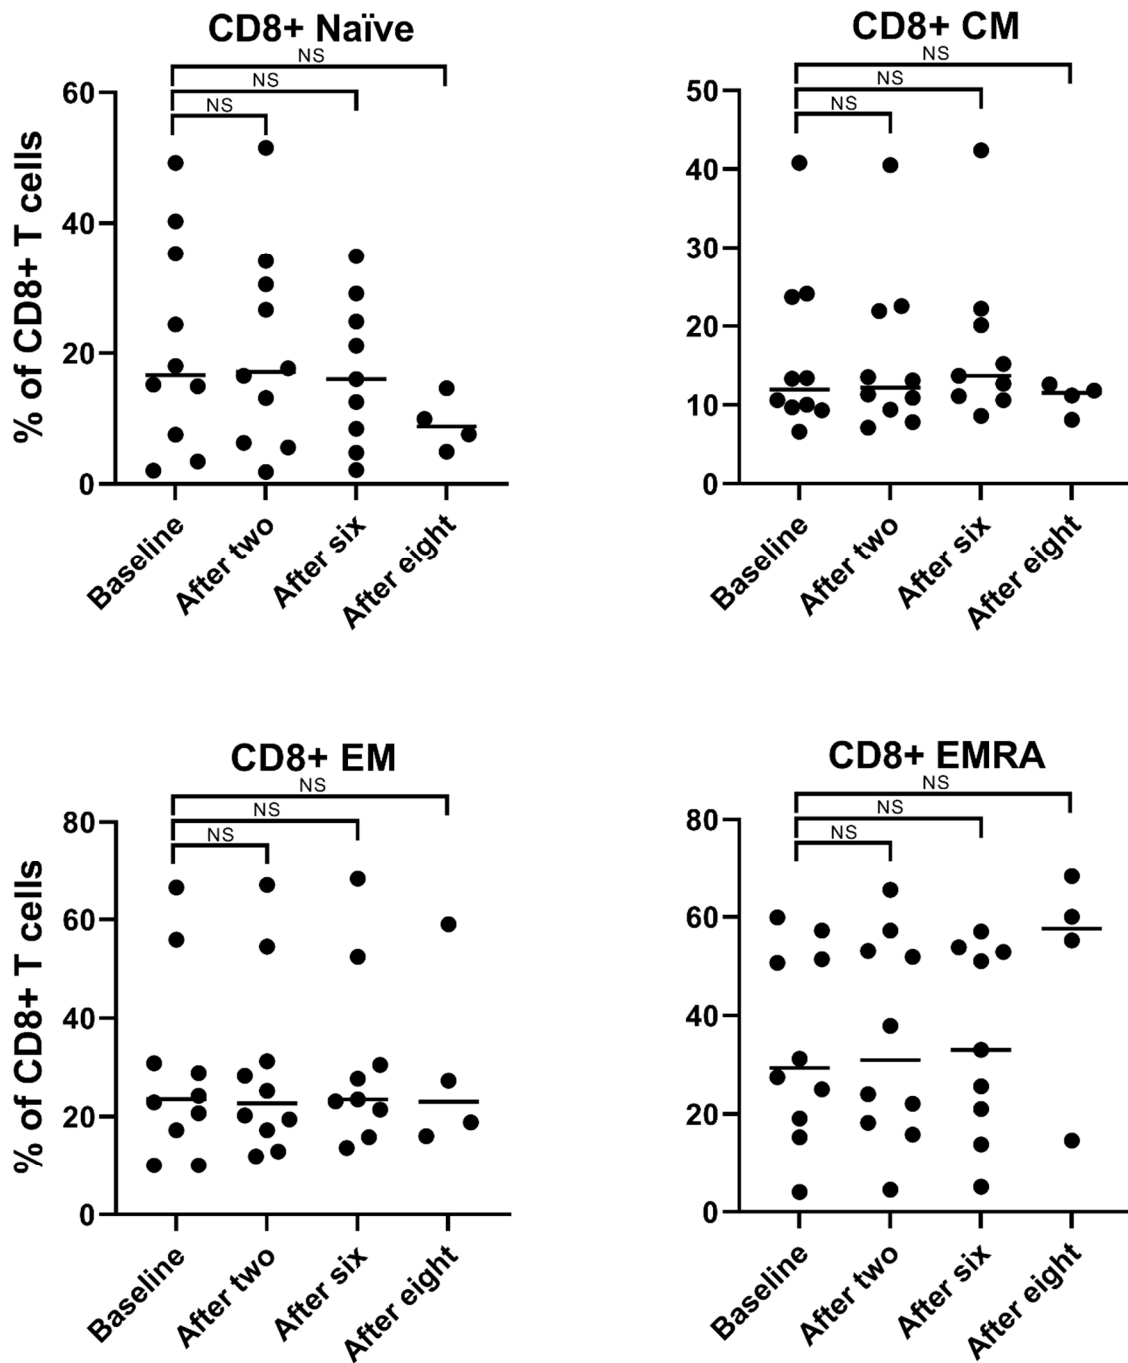 CD8+ Naïve
NS
NS
NS
% of CD8+ T cells
60
40
20
0
Baseline
After two
After six
After eight
CD8+ CM
NS
NS
NS
50
40
30
20
10
0
Baseline
After two
After six
After eight
CD8+ EM
NS
NS
NS
% of CD8+ T cells
80
60
40
20
0
Baseline
After two
After six
After eight
CD8+ EMRA
NS
NS
NS
80
60
40
20
0
Baseline
After two
After six
After eight